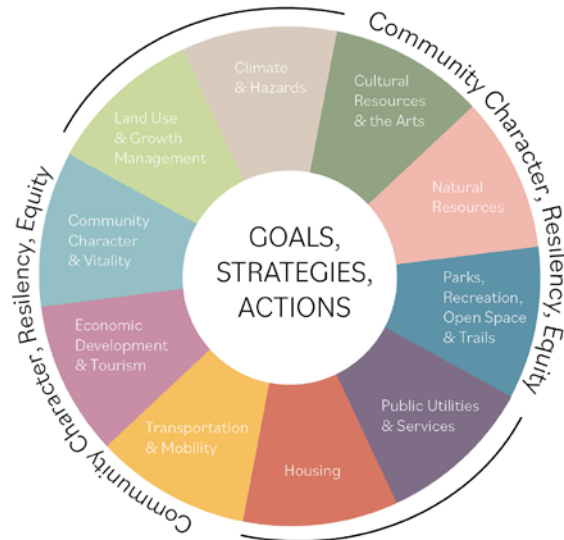 Community Character, Resilency, Equity
Climate
& Hazards
Cultural
Resources
& the Arts
Natural
Resources
Parks,
Recreation,
Open Space
& Trails
Public Utilities
& Services
Housing
Transportation
& Mobility
Economic
Development
& Tourism
Community
Character
& Vitality
Land Use
& Growth
Management
GOALS,
STRATEGIES,
ACTIONS
Community Character, Resilency, Equity